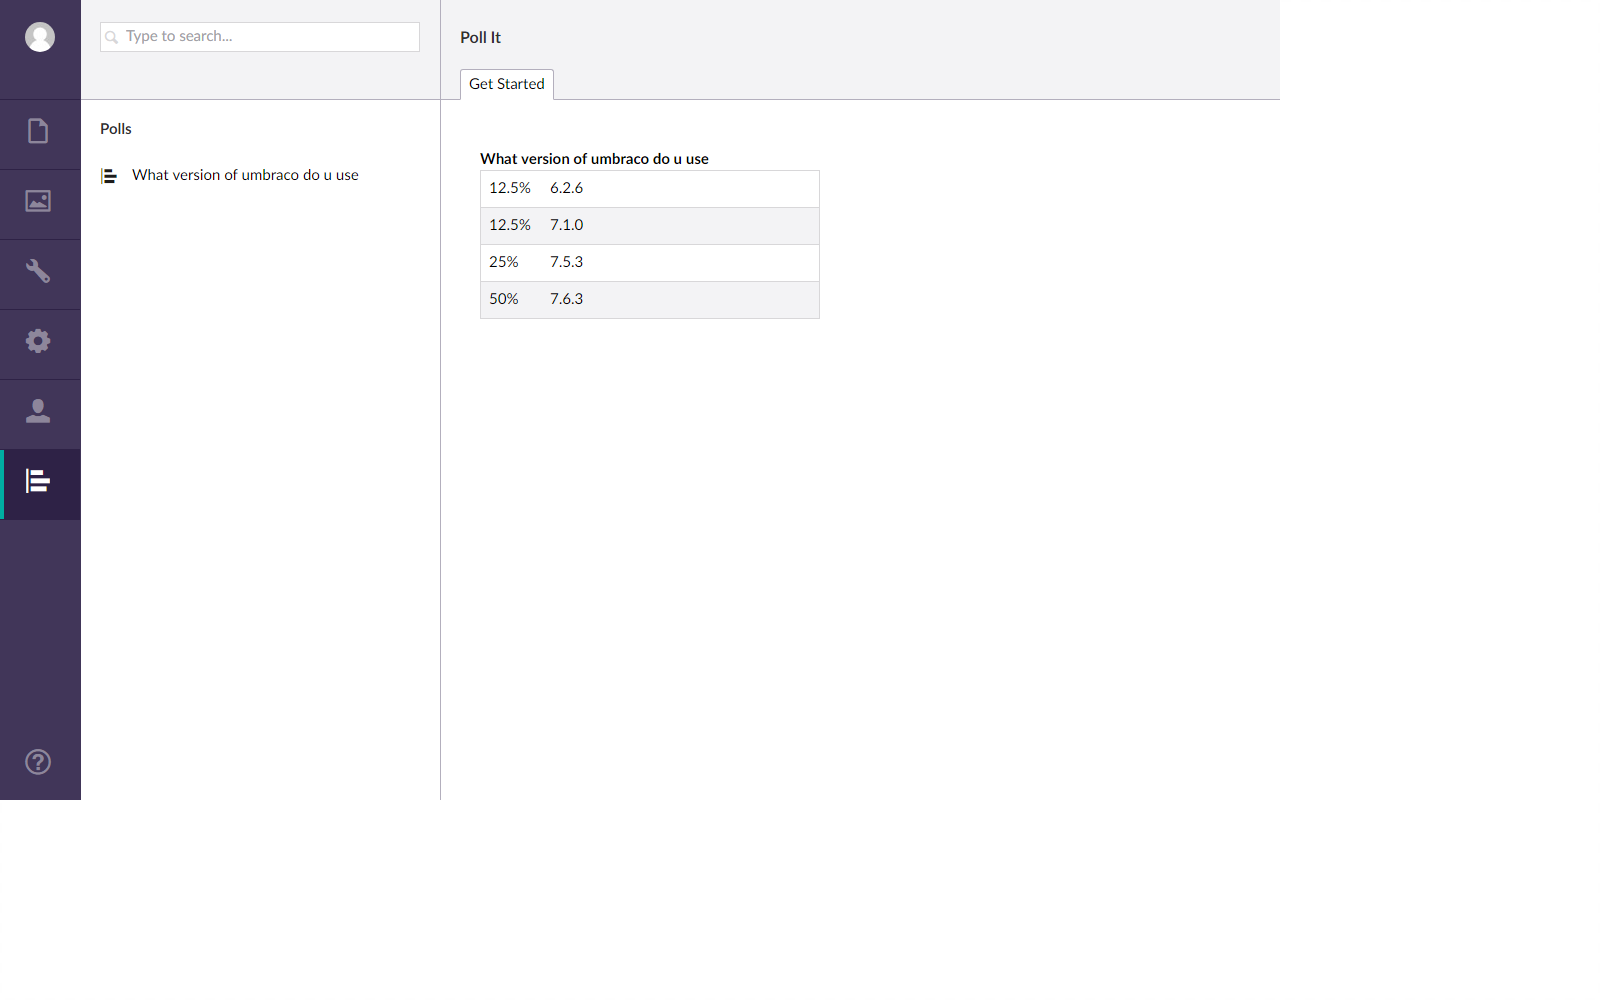 Type to search...
Poll It
Get Started
Polls
What version of umbraco do u use
What version of umbraco do u use
12.5% 6.2.6
12.5% 7.1.0
25% 7.5.3
50% 7.6.3